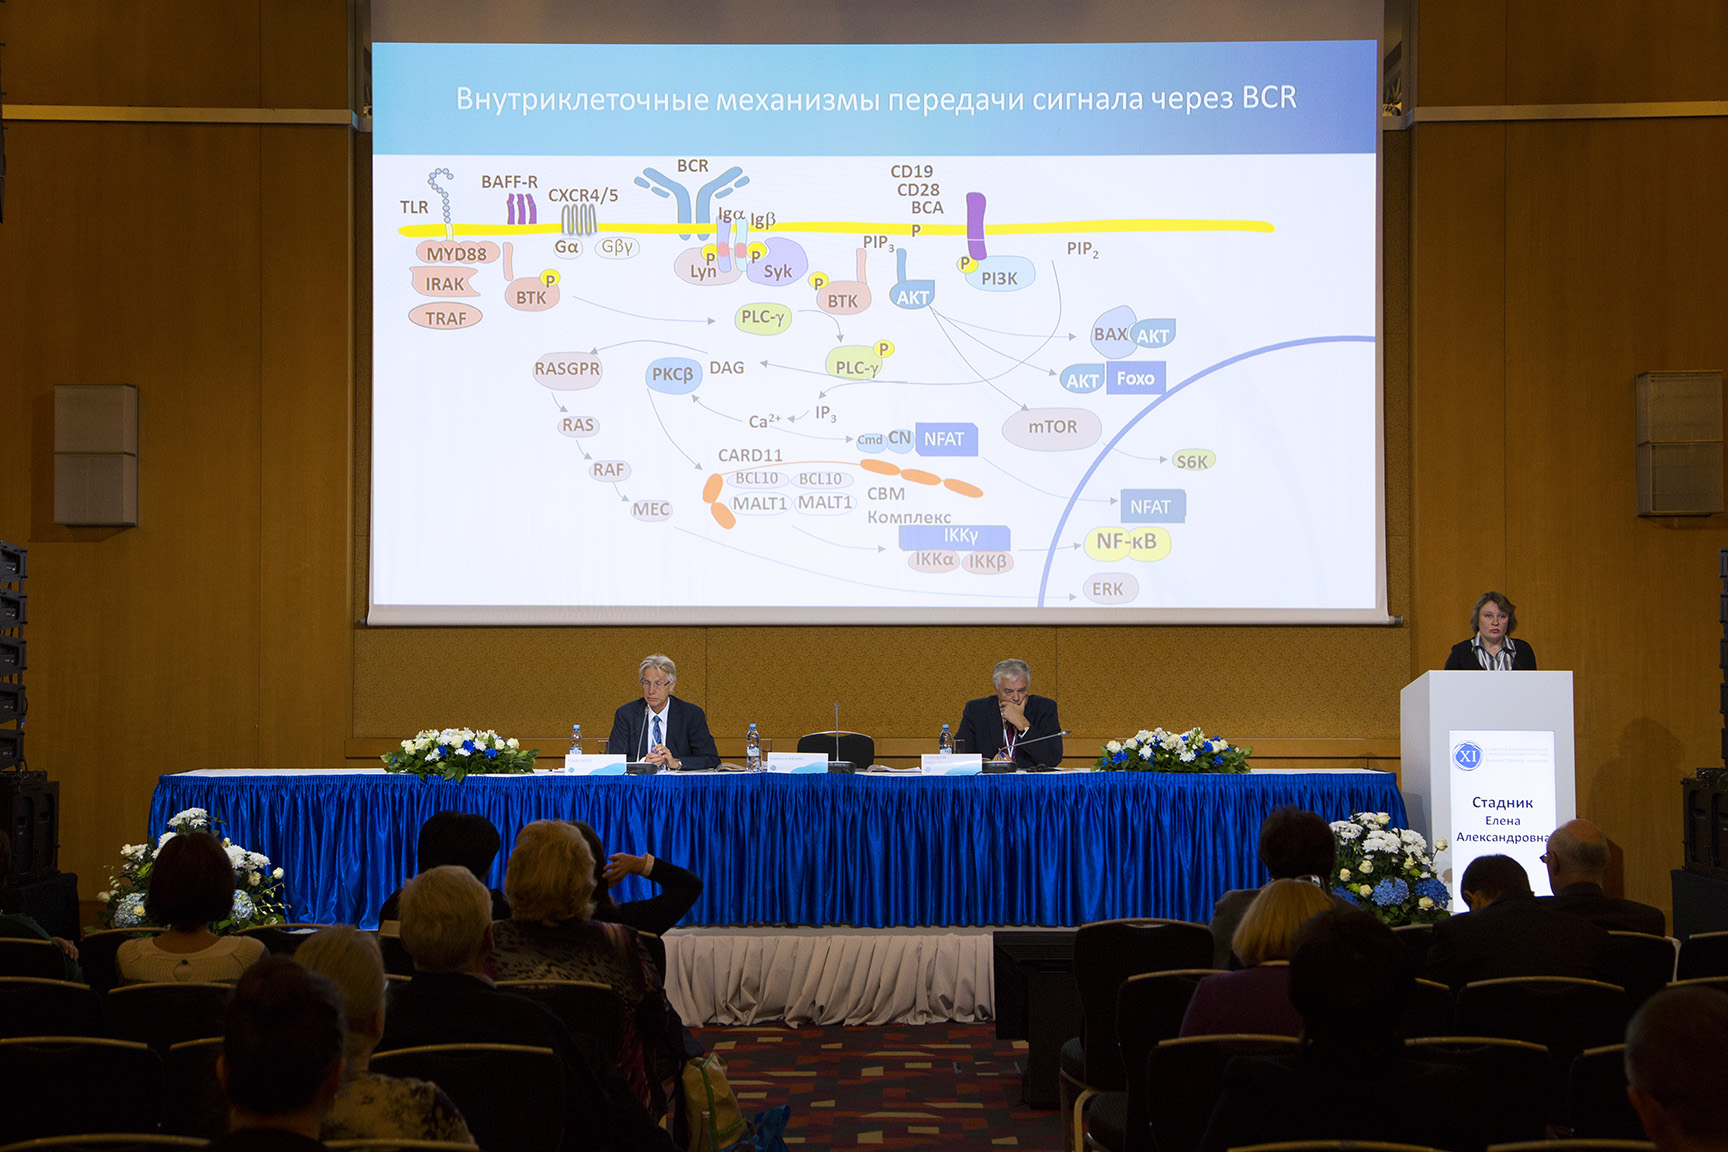 Внутриклеточные механизмы передачи сигнала через BCR
BCR
CD19
CD28
BCA
BAFF-R
CXCR4/5
TLR
Igα
Igβ
P
PIP3
PIP2
Gα
Gβγ
MYD88
P
P
Lyn
Syk
P
PI3K
IRAK
P
BTK
P
BTK
AKT
TRAF
PLC-γ
BAX
AKT
P
PLC-γ
RASGPR
PKCβ
DAG
AKT
Foxo
IP3
Ca2+
RAS
mTOR
Cmd
CN
NFAT
CARD11
S6K
RAF
BCL10
BCL10
MALT1
MALT1
CBM
Комплекс
MEC
NFAT
IKKγ
NF-κB
IKKα
IKKβ
ERK
XI
Стадник
Елена
Александровна